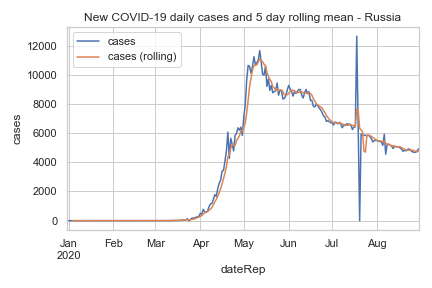 New COVID-19 daily cases and 5 day rolling mean - Russia
cases
cases (rolling)
12000
10000
8000
6000
4000
2000
0
cases
Jan Feb Mar Apr May Jun Jul Aug
2020
dateRep